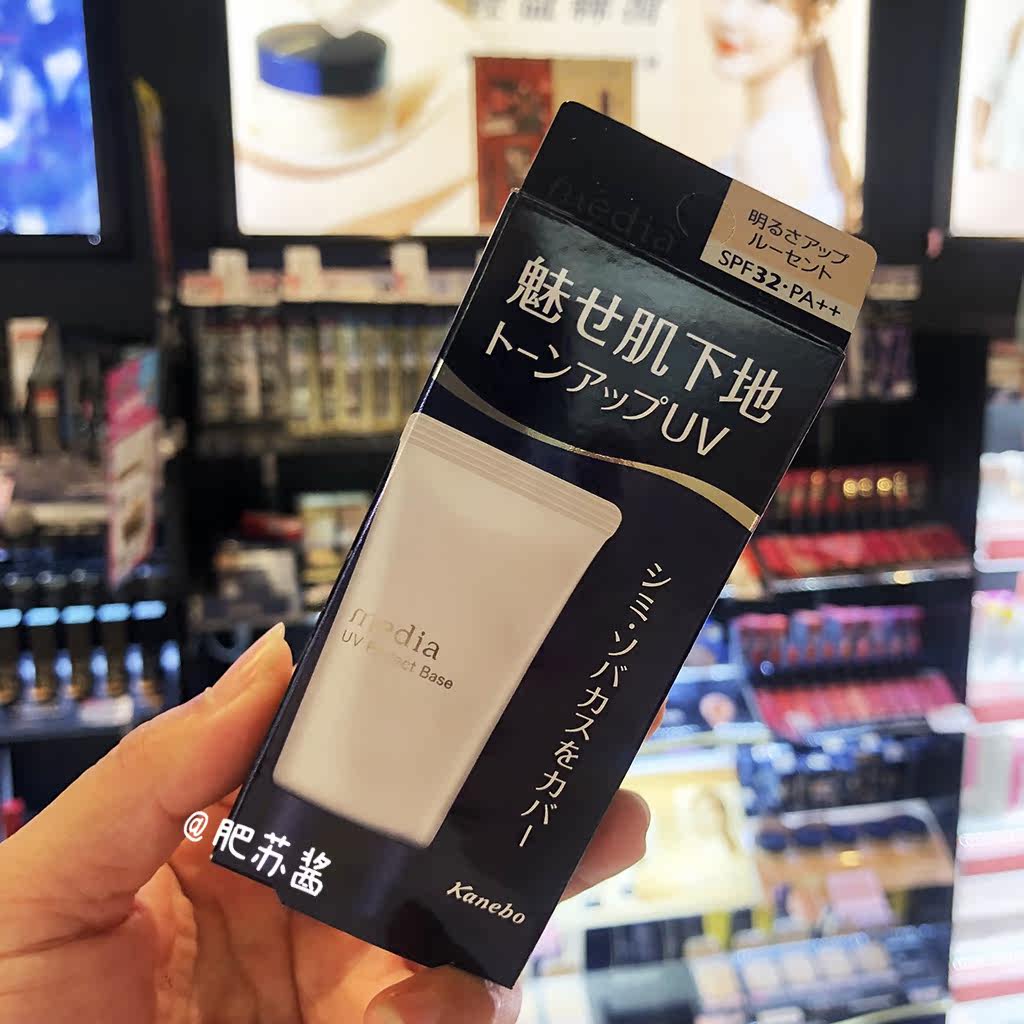 média
明るさアップ
ルーセント
SPF32・PA++
魅せ肌下地
トーンアップUV
média
UV Perfect Base
シミ・ソバカスをカバー
Kanebo
@肥苏酱